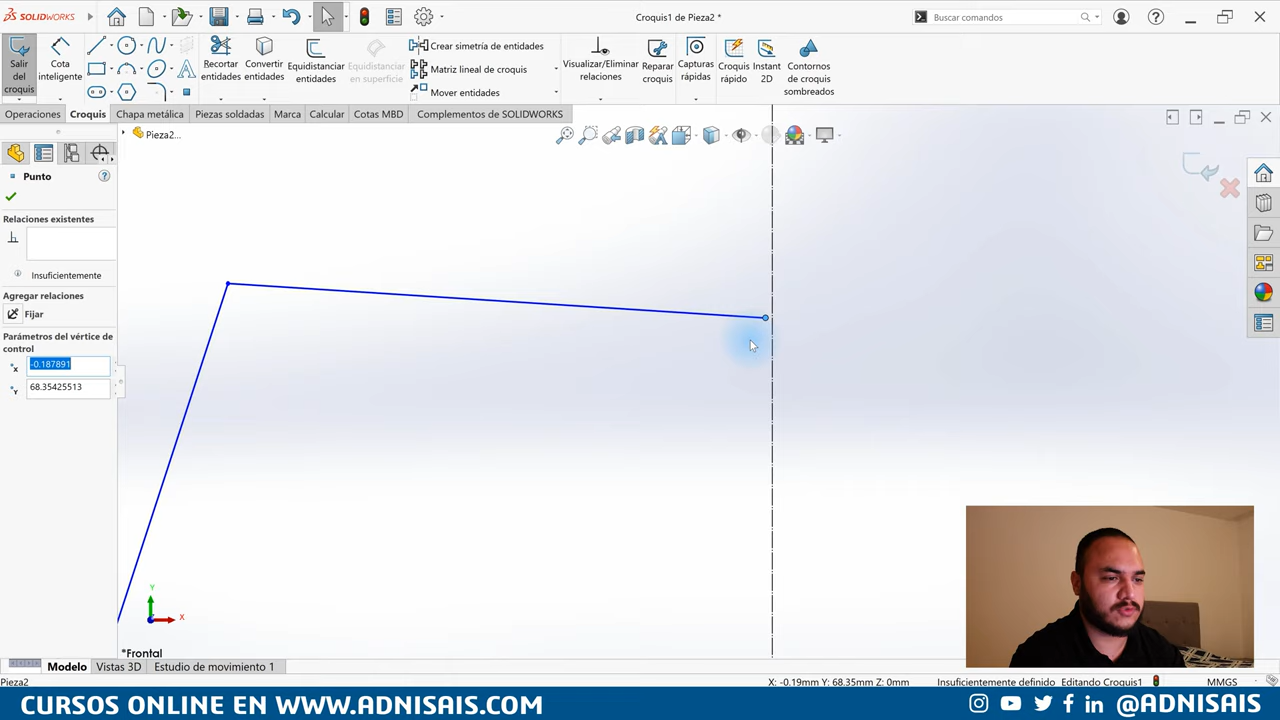 SOLIDWORKS
Croquis1 de Pieza2 *
Buscar comandos
Salir del croquis
Cota inteligente
Recortar entidades
Convertir entidades
Equidistanciar entidades
Equidistanciar en superficie
Crear simetría de entidades
Matriz lineal de croquis
Mover entidades
Visualizar/Eliminar relaciones
Reparar croquis
Capturas rápidas
Croquis rápido
Instant 2D
Contornos de croquis sombreados
Operaciones Croquis Chapa metálica Piezas soldadas Marca Calcular Cotas MBD Complementos de SOLIDWORKS
Pieza2...
Punto
Relaciones existentes
Insuficientemente
Agregar relaciones
Fijar
Parámetros del vértice de control
X -0.187891
Y 68.35425513
Y
X
*Frontal
Modelo Vistas 3D Estudio de movimiento 1
Pieza2 X: -0.19mm Y: 68.35mm Z: 0mm Insuficientemente definido Editando Croquis1 MMGS
CURSOS ONLINE EN WWW.ADNISAIS.COM @ADNISAIS